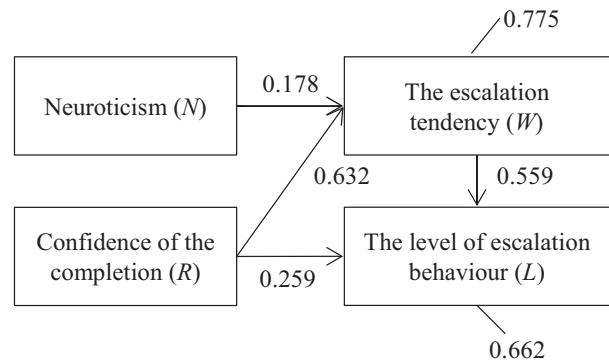 0.775
Neuroticism (N)
0.178
The escalation
tendency (W)
0.632
0.559
Confidence of the
completion (R)
0.259
The level of escalation
behaviour (L)
0.662